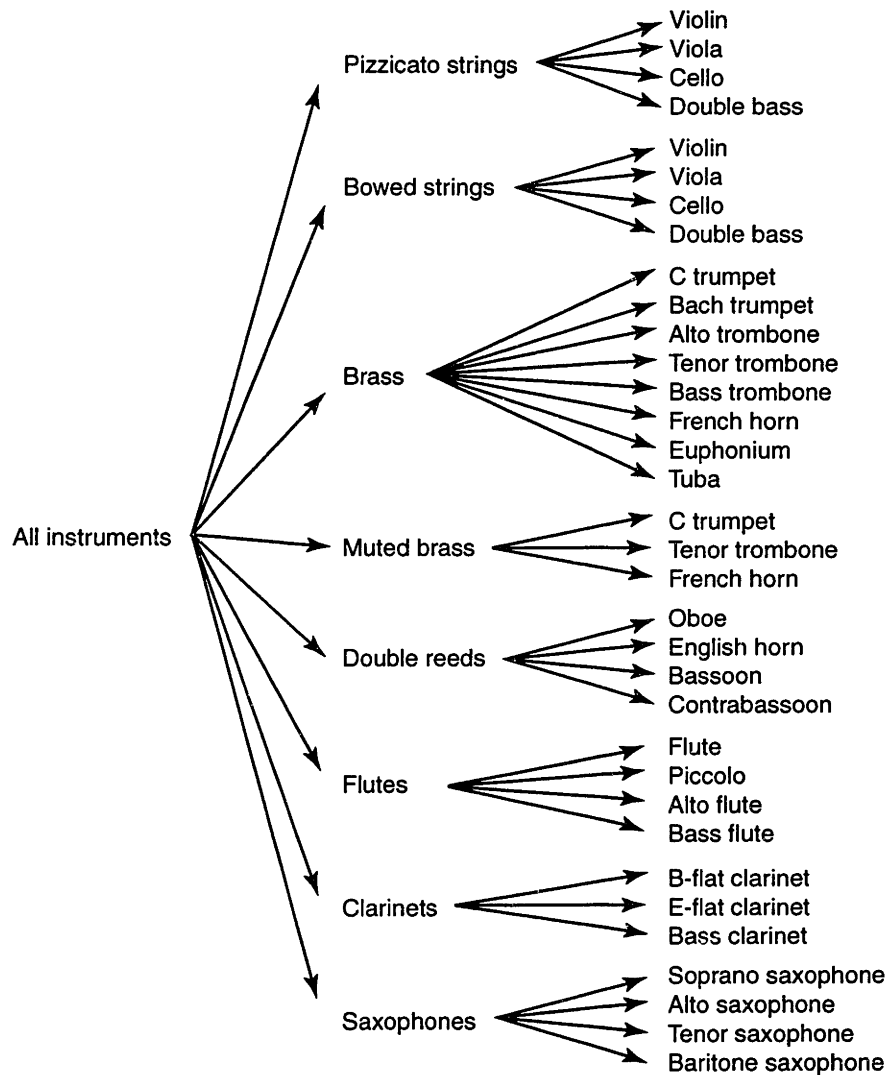 All instruments
Pizzicato strings
Violin
Viola
Cello
Double bass
Bowed strings
Violin
Viola
Cello
Double bass
Brass
C trumpet
Bach trumpet
Alto trombone
Tenor trombone
Bass trombone
French horn
Euphonium
Tuba
Muted brass
C trumpet
Tenor trombone
French horn
Double reeds
Oboe
English horn
Bassoon
Contrabassoon
Flutes
Flute
Piccolo
Alto flute
Bass flute
Clarinets
B-flat clarinet
E-flat clarinet
Bass clarinet
Saxophones
Soprano saxophone
Alto saxophone
Tenor saxophone
Baritone saxophone